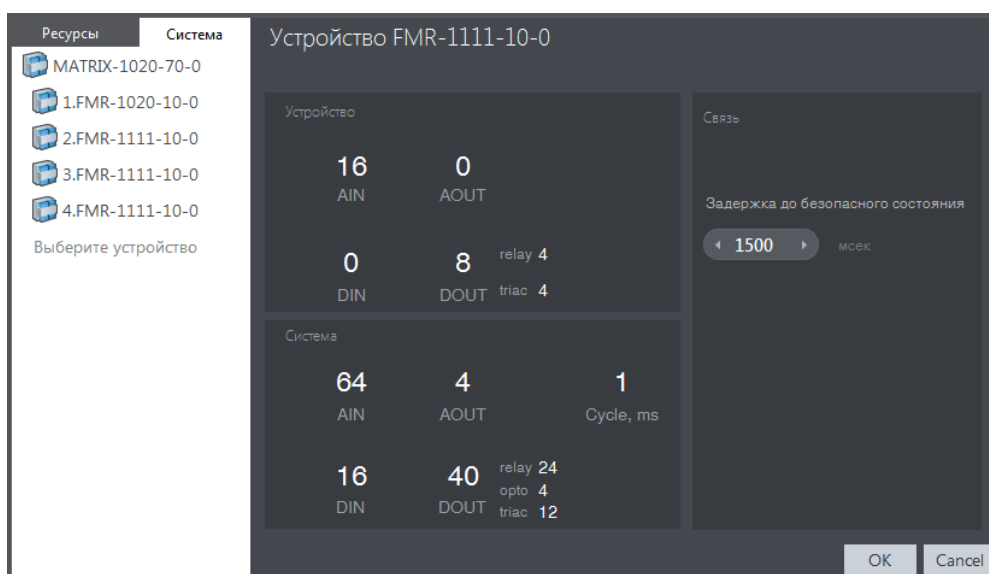 Ресурсы Система
MATRIX-1020-70-0
1.FMR-1020-10-0
2.FMR-1111-10-0
3.FMR-1111-10-0
4.FMR-1111-10-0
Выберите устройство
Устройство FMR-1111-10-0
Устройство
16 0
AIN AOUT
0 8 relay 4
DIN DOUT triac 4
Система
64 4 1
AIN AOUT Cycle, ms
16 40 relay 24
opto 4
DIN DOUT triac 12
Связь
Задержка до безопасного состояния
1500 мсек
OK Cancel